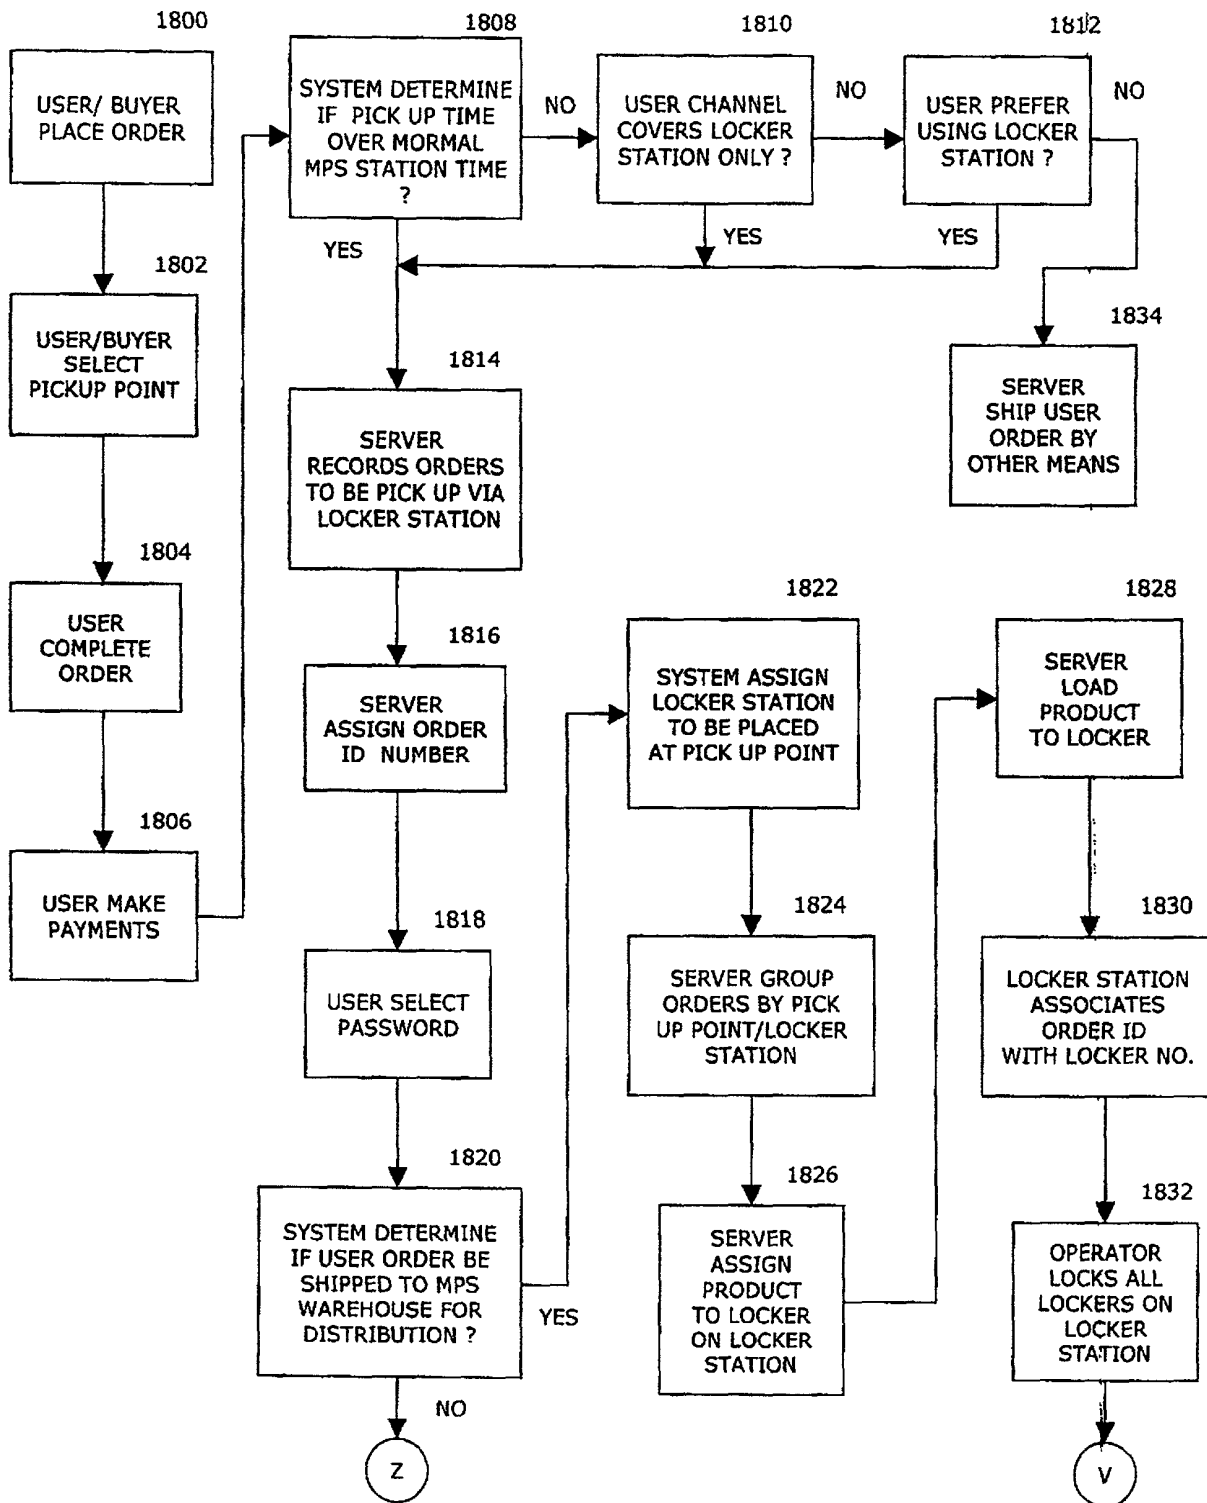 1800
USER/ BUYER
PLACE ORDER
1802
USER/BUYER
SELECT
PICKUP POINT
1804
USER
COMPLETE
ORDER
1806
USER MAKE
PAYMENTS
1808
SYSTEM DETERMINE
IF PICK UP TIME
OVER MORMAL
MPS STATION TIME
?
NO
YES
1810
USER CHANNEL
COVERS LOCKER
STATION ONLY ?
NO
YES
1812
USER PREFER
USING LOCKER
STATION ?
NO
YES
1834
SERVER
SHIP USER
ORDER BY
OTHER MEANS
1814
SERVER
RECORDS ORDERS
TO BE PICK UP VIA
LOCKER STATION
1816
SERVER
ASSIGN ORDER
ID NUMBER
1818
USER SELECT
PASSWORD
1820
SYSTEM DETERMINE
IF USER ORDER BE
SHIPPED TO MPS
WAREHOUSE FOR
DISTRIBUTION ?
YES
NO
Z
1822
SYSTEM ASSIGN
LOCKER STATION
TO BE PLACED
AT PICK UP POINT
1824
SERVER GROUP
ORDERS BY PICK
UP POINT/LOCKER
STATION
1826
SERVER
ASSIGN
PRODUCT
TO LOCKER
ON LOCKER
STATION
1828
SERVER
LOAD
PRODUCT
TO LOCKER
1830
LOCKER STATION
ASSOCIATES
ORDER ID
WITH LOCKER NO.
1832
OPERATOR
LOCKS ALL
LOCKERS ON
LOCKER
STATION
V